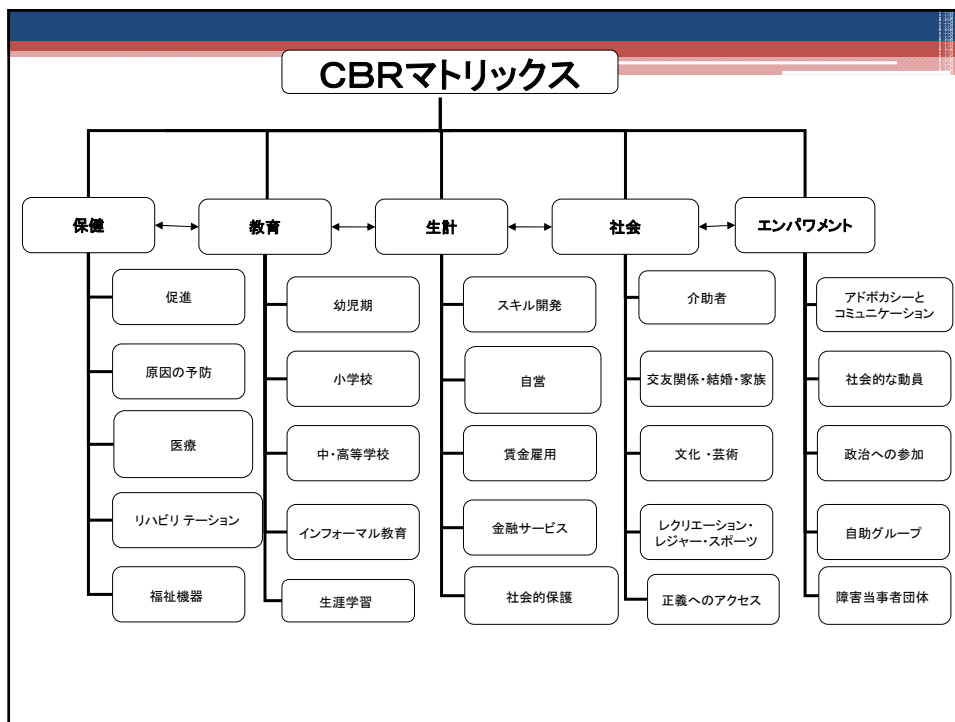 CBRマトリックス
保健
教育
生計
社会
エンパワメント
促進
原因の予防
医療
リハビリ テーション
福祉機器
幼児期
小学校
中・高等学校
インフォーマル教育
生涯学習
スキル開発
自営
賃金雇用
金融サービス
社会的保護
介助者
交友関係・結婚・家族
文化 ・芸術
レクリエーション・
レジャー・スポーツ
正義へのアクセス
アドボカシーと
コミュニケーション
社会的な動員
政治への参加
自助グループ
障害当事者団体